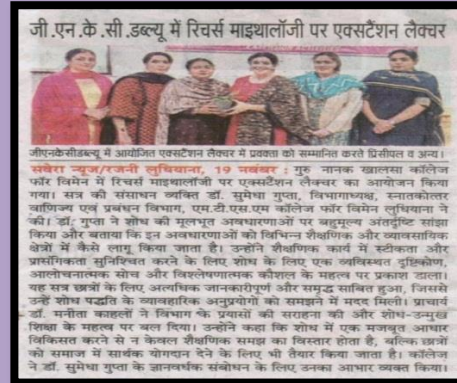 जी.एन.के.सी.डब्ल्यू में रिचर्स माइथालॉजी पर एक्सटैंशन लैक्चर
जीएनकेसीडब्ल्यू में आयोजित एक्सटैंशन लैक्चर में प्रवक्ता को सम्मानित करते प्रिंसीपल व अन्य।
सवेरा न्यूज/रजनी लुधियाना, 19 नवम्बर : गुरु नानक खालसा कॉलेज
फॉर विमेन में रिचर्स माइथालॉजी पर एक्सटैंशन लैक्चर का आयोजन किया
गया। सत्र की संसाधन व्यक्ति डॉ. सुमेधा गुप्ता, विभागाध्यक्ष, स्नातकोत्तर
वाणिज्य एवं प्रबंधन विभाग, एम.टी.एस.एम कॉलेज फॉर विमेन लुधियाना ने
की। डॉ. गुप्ता ने शोध की मूलभूत अवधारणाओं पर बहुमूल्य अंतर्दृष्टि सांझा
किया और बताया कि इन अवधारणाओं को विभिन्न शैक्षणिक और व्यावसायिक
क्षेत्रों में कैसे लागू किया जाता है। उन्होंने शैक्षणिक कार्य में स्टीकता और
प्रासंगिकता सुनिश्चित करने के लिए शोध के लिए एक व्यवस्थित दृष्टिकोण,
आलोचनात्मक सोच और विश्लेषणात्मक कौशल के महत्व पर प्रकाश डाला।
यह सत्र छात्रों के लिए अत्यधिक जानकारीपूर्ण और समृद्ध साबित हुआ, जिससे
उन्हें शोध पद्धति के व्यावहारिक अनुप्रयोगों को समझने में मदद मिली। प्राचार्य
डॉ. मनीता काहलों ने विभाग के प्रयासों की सराहना की और शोध-उन्मुख
शिक्षा के महत्व पर बल दिया। उन्होंने कहा कि शोध में एक मजबूत आधार
विकसित करने से न केवल शैक्षणिक समझ का विस्तार होता है, बल्कि छात्रों
को समाज में सार्थक योगदान देने के लिए भी तैयार किया जाता है। कॉलेज
ने डॉ. सुमेधा गुप्ता के ज्ञानवर्धक संबोधन के लिए उनका आभार व्यक्त किया।